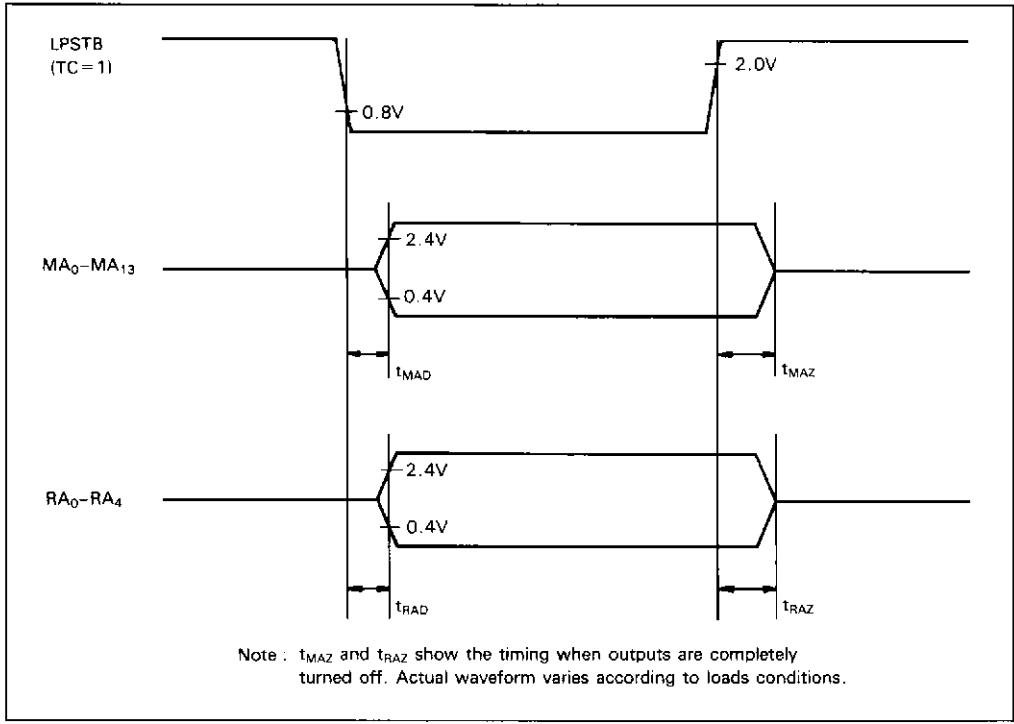 LPSTB
(TC=1)
0.8V
2.0V
MA₀-MA₁₃
2.4V
0.4V
tMAD
tMAZ
RA₀-RA₄
2.4V
0.4V
tRAD
tRAZ
Note : tMAZ and tRAZ show the timing when outputs are completely
turned off. Actual waveform varies according to loads conditions.